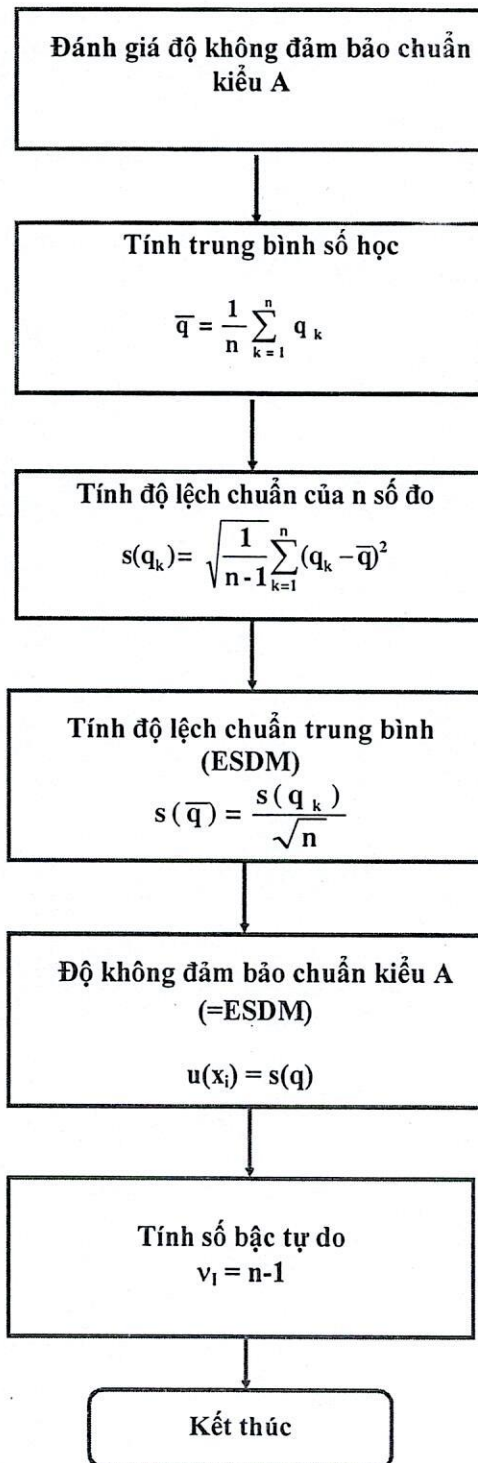 Đánh giá độ không đảm bảo chuẩn
kiểu A
Tính trung bình số học
q̅ = 1/n ∑_{k = 1}^{n} q_k
Tính độ lệch chuẩn của n số đo
s(q_k)= √(1/(n-1)) ∑_{k=1}^{n} (q_k – q̅)²
Tính độ lệch chuẩn trung bình
(ESDM)
s ( q̅ ) = s ( q_k ) / √n
Độ không đảm bảo chuẩn kiểu A
(=ESDM)
u(x_i) = s(q)
Tính số bậc tự do
ν_I = n-1
Kết thúc